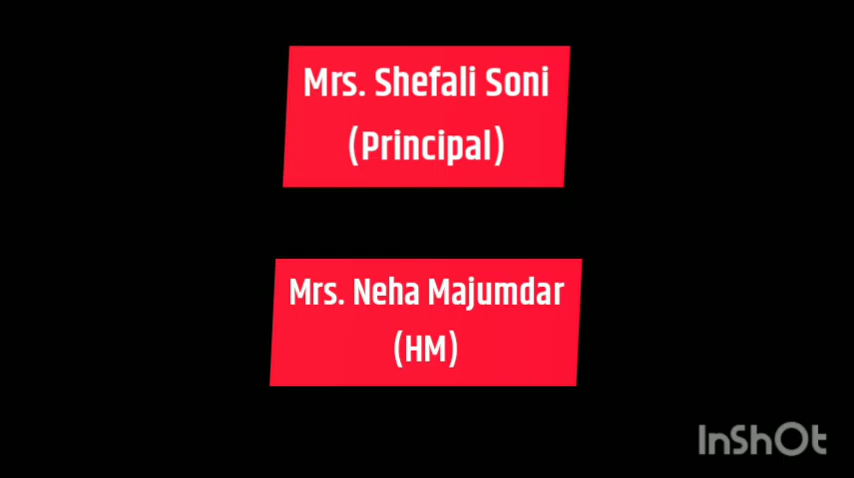 Mrs. Shefali Soni
(Principal)
Mrs. Neha Majumdar
(HM)
InShOt